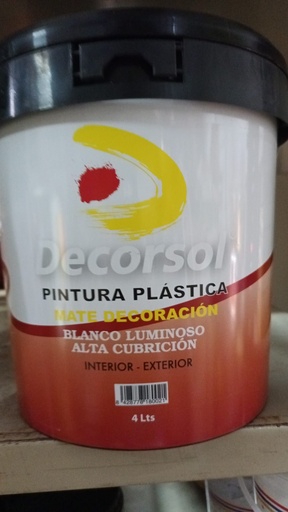 Decorsol
PINTURA PLÁSTICA
MATE DECORACIÓN
BLANCO LUMINOSO
ALTA CUBRICIÓN
INTERIOR - EXTERIOR
4 Lts